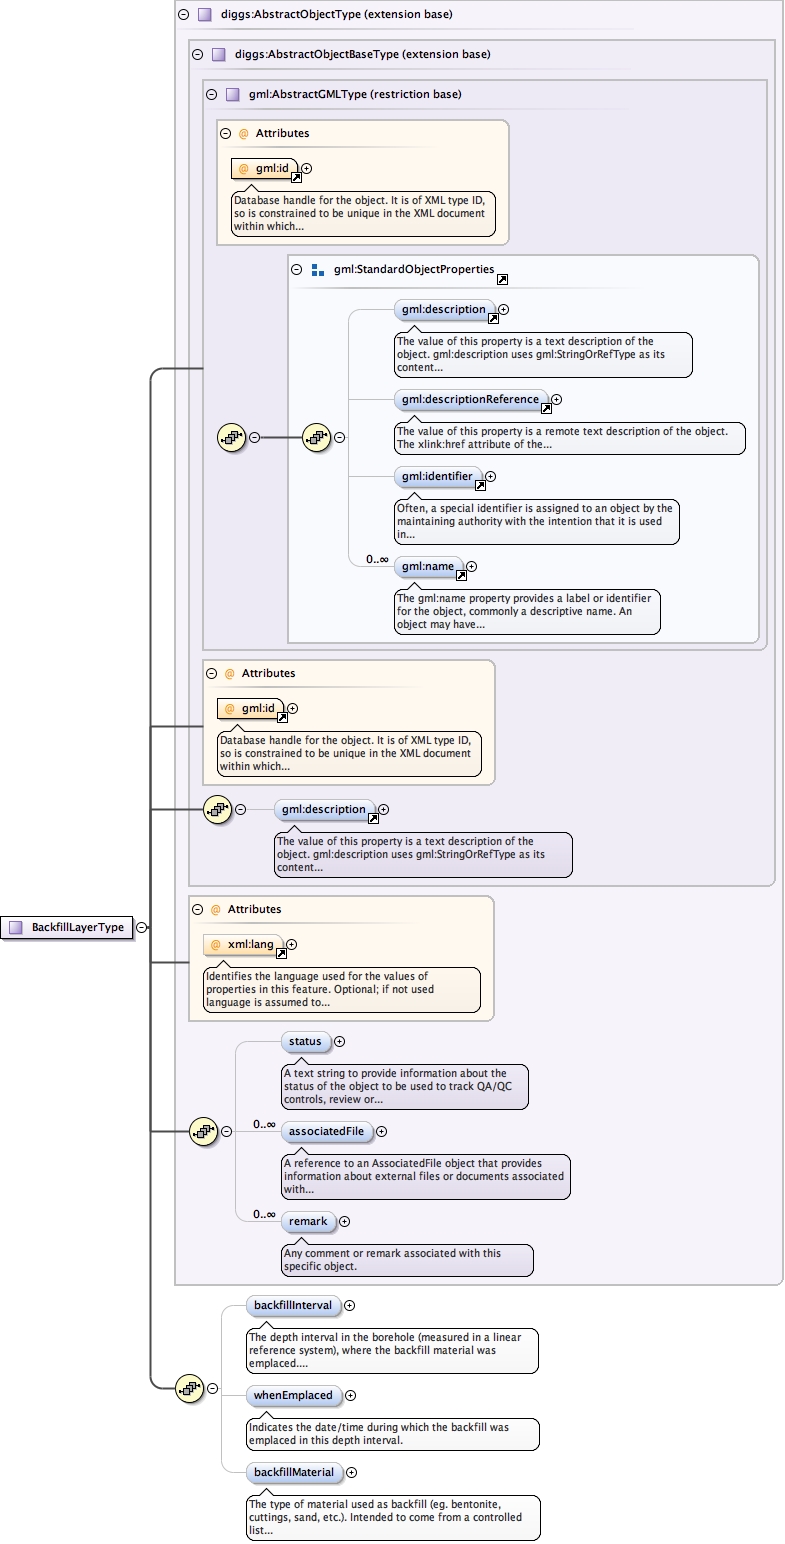 diggs:AbstractObjectType (extension base)
diggs:AbstractObjectBaseType (extension base)
gml:AbstractGMLType (restriction base)
@ Attributes
@ gml:id
Database handle for the object. It is of XML type ID,
so is constrained to be unique in the XML document
within which...
gml:StandardObjectProperties
gml:description
The value of this property is a text description of the
object. gml:description uses gml:StringOrRefType as its
content...
gml:descriptionReference
The value of this property is a remote text description of the object.
The xlink:href attribute of the...
gml:identifier
Often, a special identifier is assigned to an object by the
maintaining authority with the intention that it is used
in...
0..∞
gml:name
The gml:name property provides a label or identifier
for the object, commonly a descriptive name. An
object may have...
@ Attributes
@ gml:id
Database handle for the object. It is of XML type ID,
so is constrained to be unique in the XML document
within which...
gml:description
The value of this property is a text description of the
object. gml:description uses gml:StringOrRefType as its
content...
BackfillLayerType
@ Attributes
@ xml:lang
Identifies the language used for the values of
properties in this feature. Optional; if not used
language is assumed to...
status
A text string to provide information about the
status of the object to be used to track QA/QC
controls, review or...
0..∞
associatedFile
A reference to an AssociatedFile object that provides
information about external files or documents associated
with...
0..∞
remark
Any comment or remark associated with this
specific object.
backfillInterval
The depth interval in the borehole (measured in a linear
reference system), where the backfill material was
emplaced....
whenEmplaced
Indicates the date/time during which the backfill was
emplaced in this depth interval.
backfillMaterial
The type of material used as backfill (eg. bentonite,
cuttings, sand, etc.). Intended to come from a controlled
list...